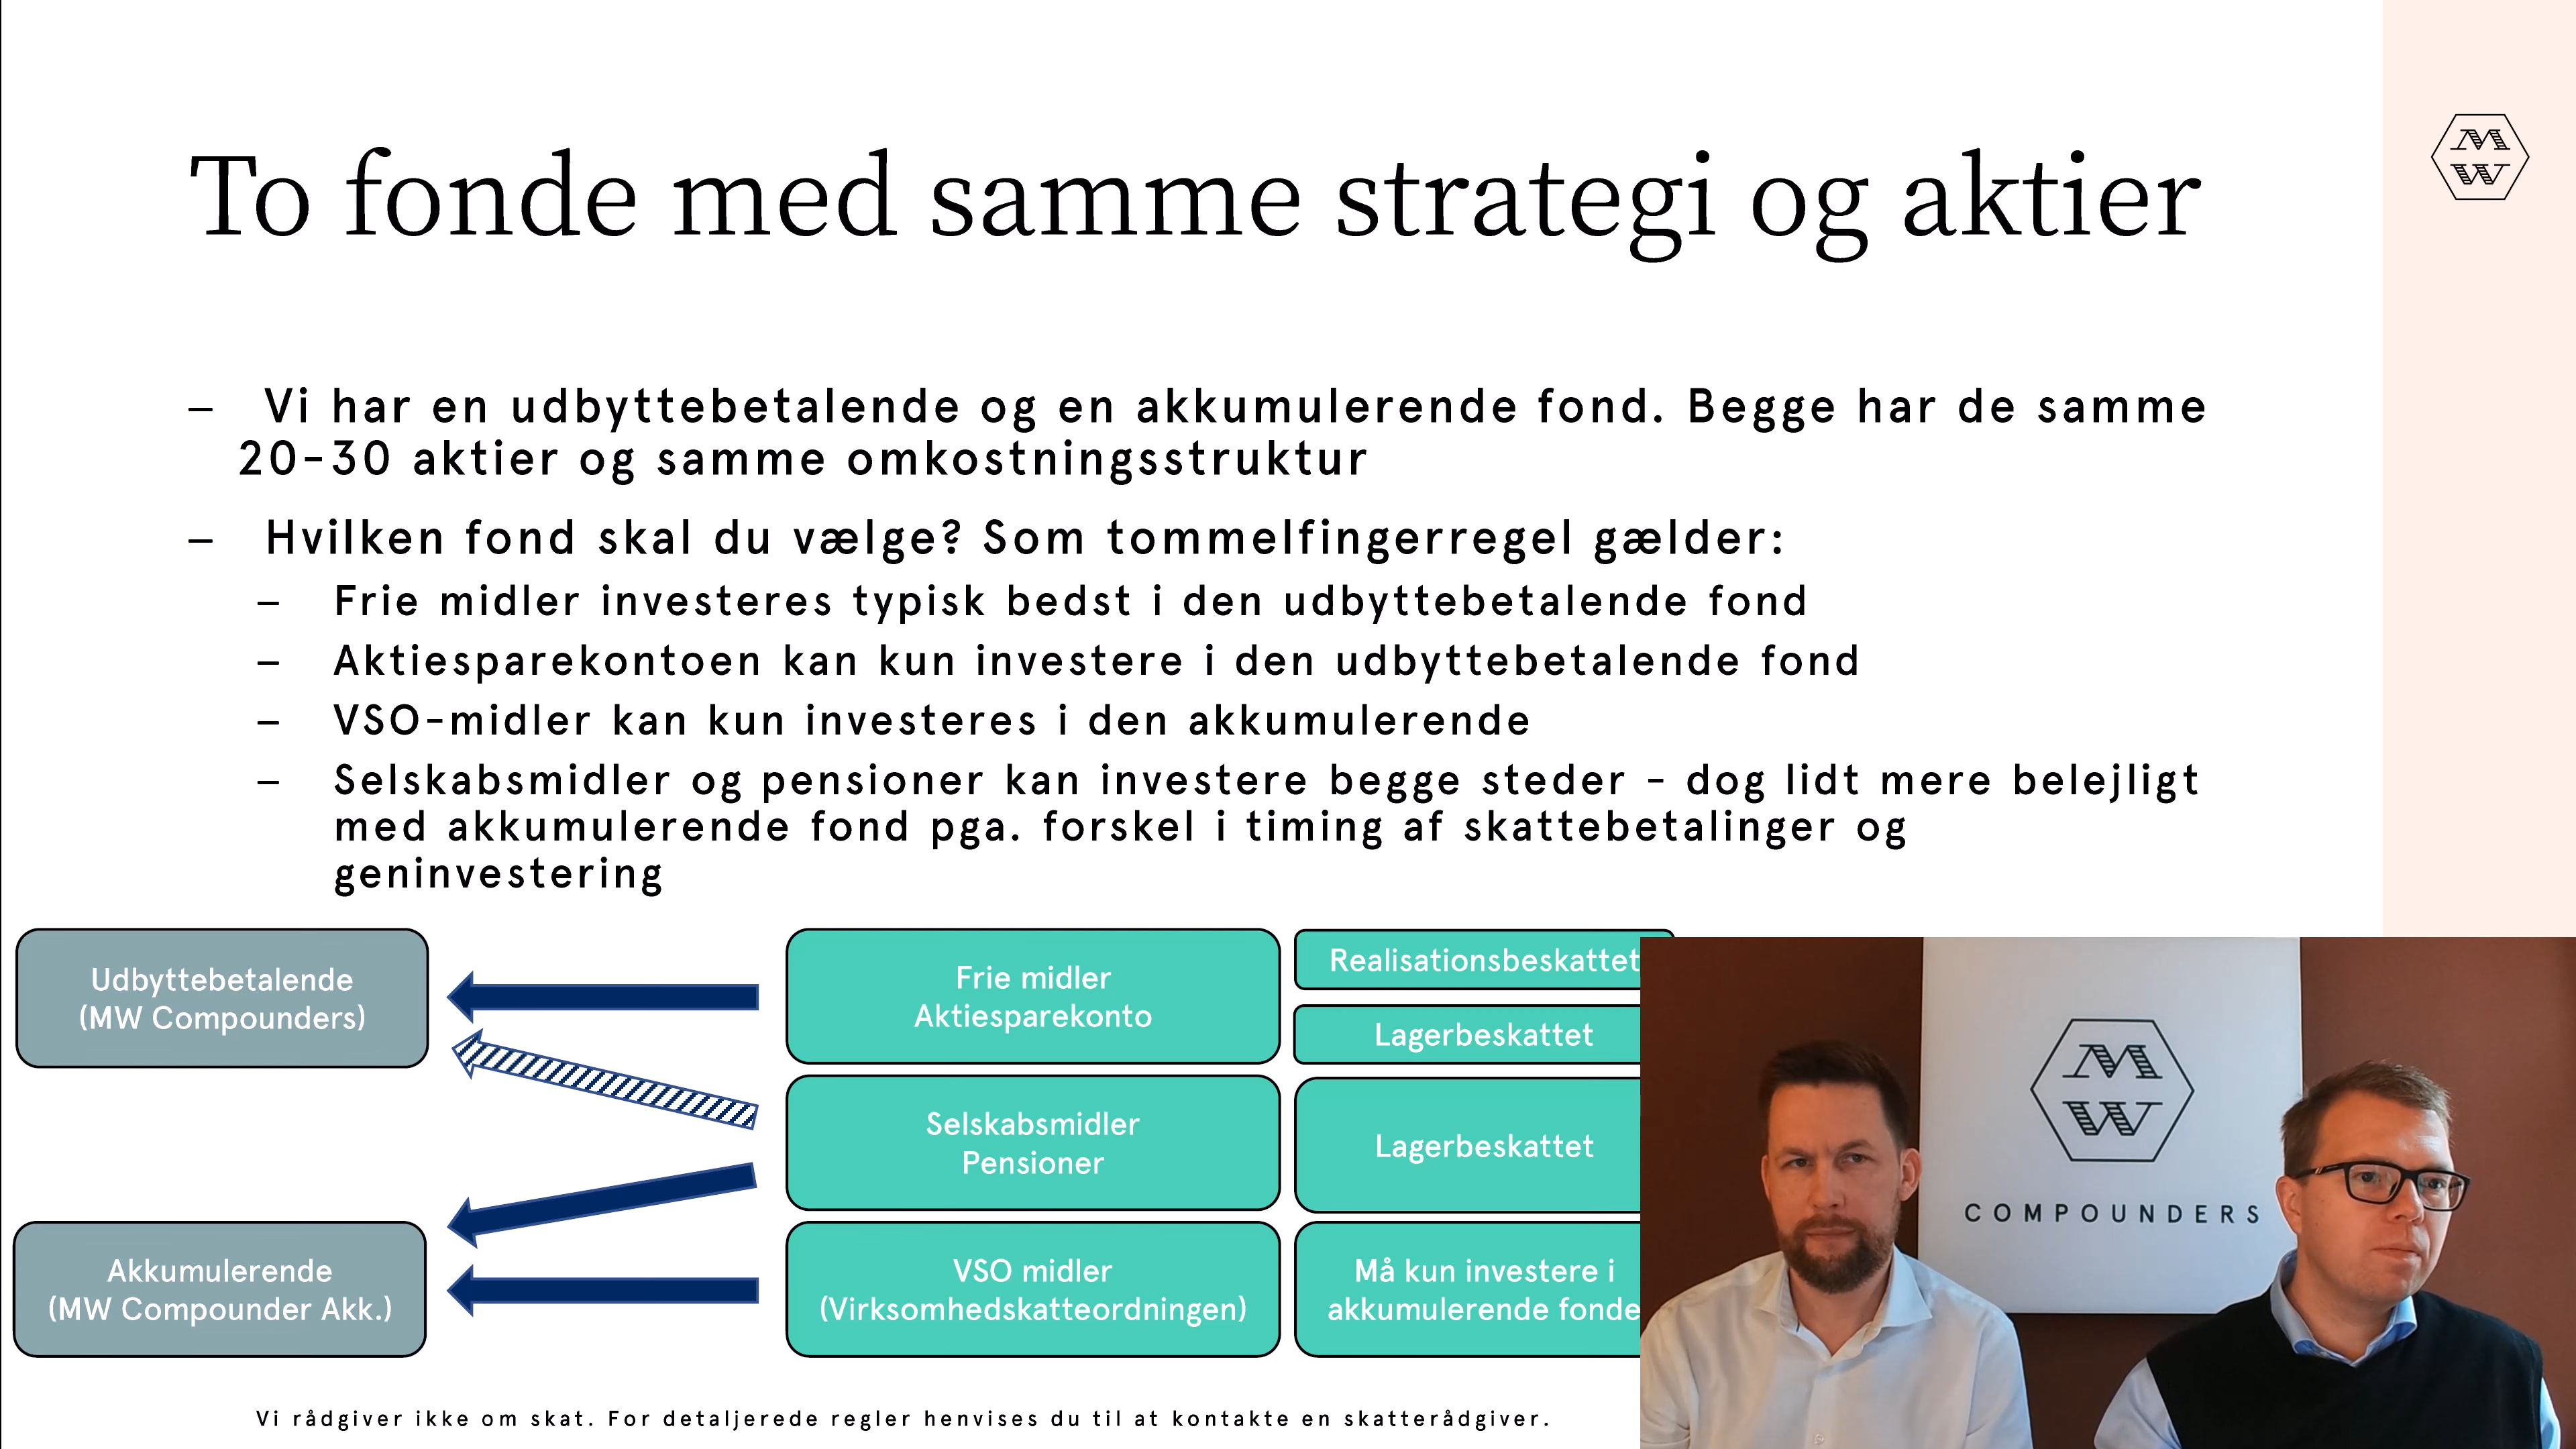 To fonde med samme strategi og aktier
M
W
– Vi har en udbyttebetalende og en akkumulerende fond. Begge har de samme
20-30 aktier og samme omkostningsstruktur
– Hvilken fond skal du vælge? Som tommelfingerregel gælder:
– Frie midler investeres typisk bedst i den udbyttebetalende fond
– Aktiesparekontoen kan kun investere i den udbyttebetalende fond
– VSO-midler kan kun investeres i den akkumulerende
– Selskabsmidler og pensioner kan investere begge steder - dog lidt mere belejligt
med akkumulerende fond pga. forskel i timing af skattebetalinger og
geninvestering
Udbyttebetalende
(MW Compounders)
Frie midler
Aktiesparekonto
Realisationsbeskattet
Lagerbeskattet
Selskabsmidler
Pensioner
Lagerbeskattet
Akkumulerende
(MW Compounder Akk.)
VSO midler
(Virksomhedskatteordningen)
Må kun investere i
akkumulerende fonde
M
W
COMPOUNDERS
Vi rådgiver ikke om skat. For detaljerede regler henvises du til at kontakte en skatterådgiver.